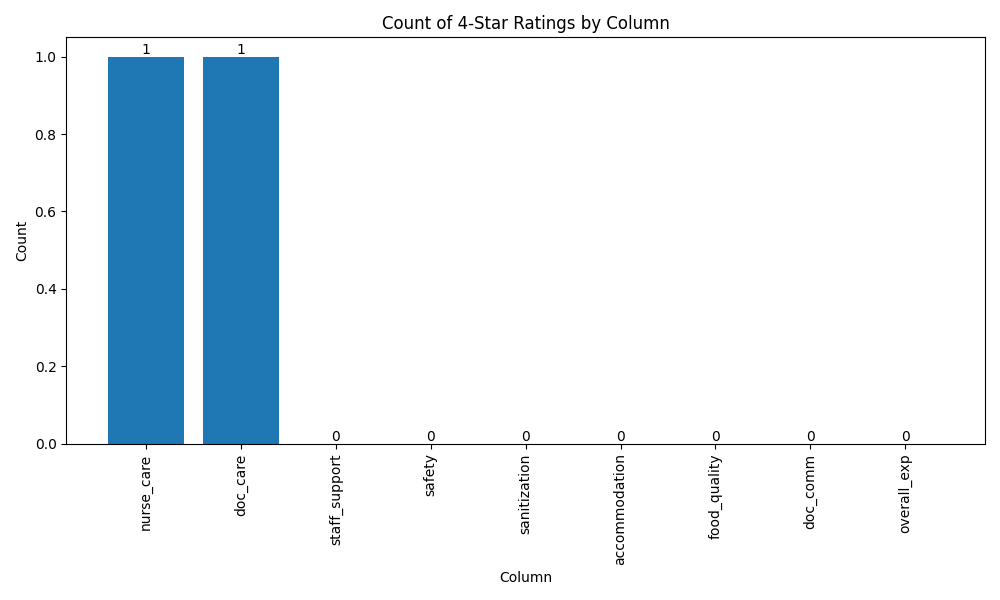 Count of 4-Star Ratings by Column
1 1 0 0 0 0 0 0 0
1.0
0.8
0.6
0.4
0.2
0.0
Count
nurse_care
doc_care
staff_support
safety
sanitization
accommodation
food_quality
doc_comm
overall_exp
Column